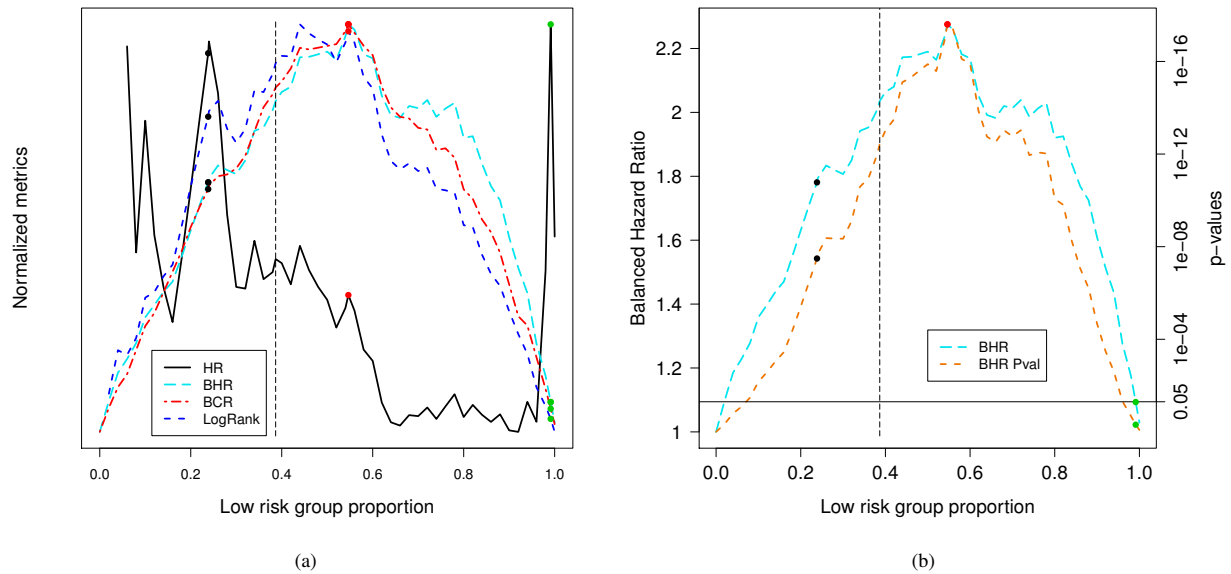 Normalized metrics
HR
BHR
BCR
LogRank
0.0
0.2
0.4
0.6
0.8
1.0
Low risk group proportion
(a)
Balanced Hazard Ratio
2.2
2
1.8
1.6
1.4
1.2
1
BHR
BHR Pval
1e-16
1e-12
1e-08
1e-04
0.05
p-values
0.0
0.2
0.4
0.6
0.8
1.0
Low risk group proportion
(b)